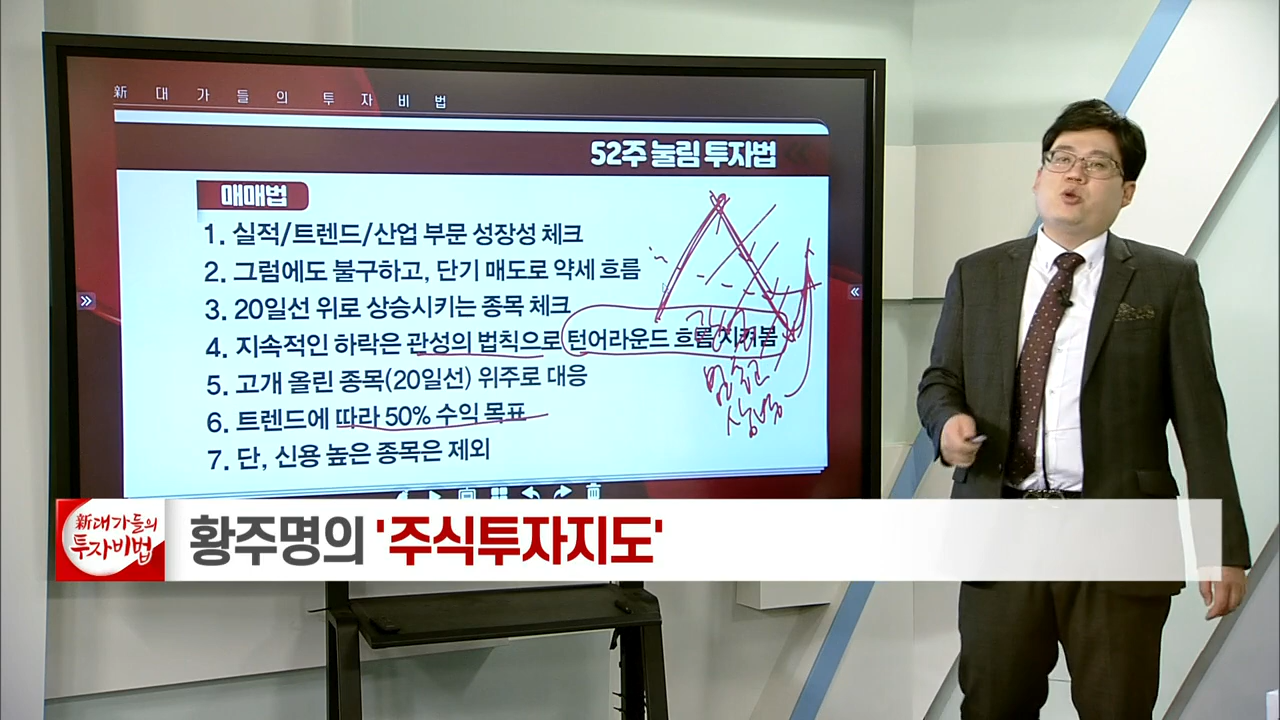 新 대 가 들 의 투 자 비 법
52주 눌림 투자법
매매법
1. 실적/트렌드/산업 부문 성장성 체크
2. 그럼에도 불구하고, 단기 매도로 약세 흐름
3. 20일선 위로 상승시키는 종목 체크
4. 지속적인 하락은 관성의 법칙으로 턴어라운드 흐름 지켜봄
5. 고개 올린 종목(20일선) 위주로 대응
6. 트렌드에 따라 50% 수익 목표
7. 단, 신용 높은 종목은 제외
멈추고
상방
新대가들의
투자비법
황주명의 '주식투자지도'